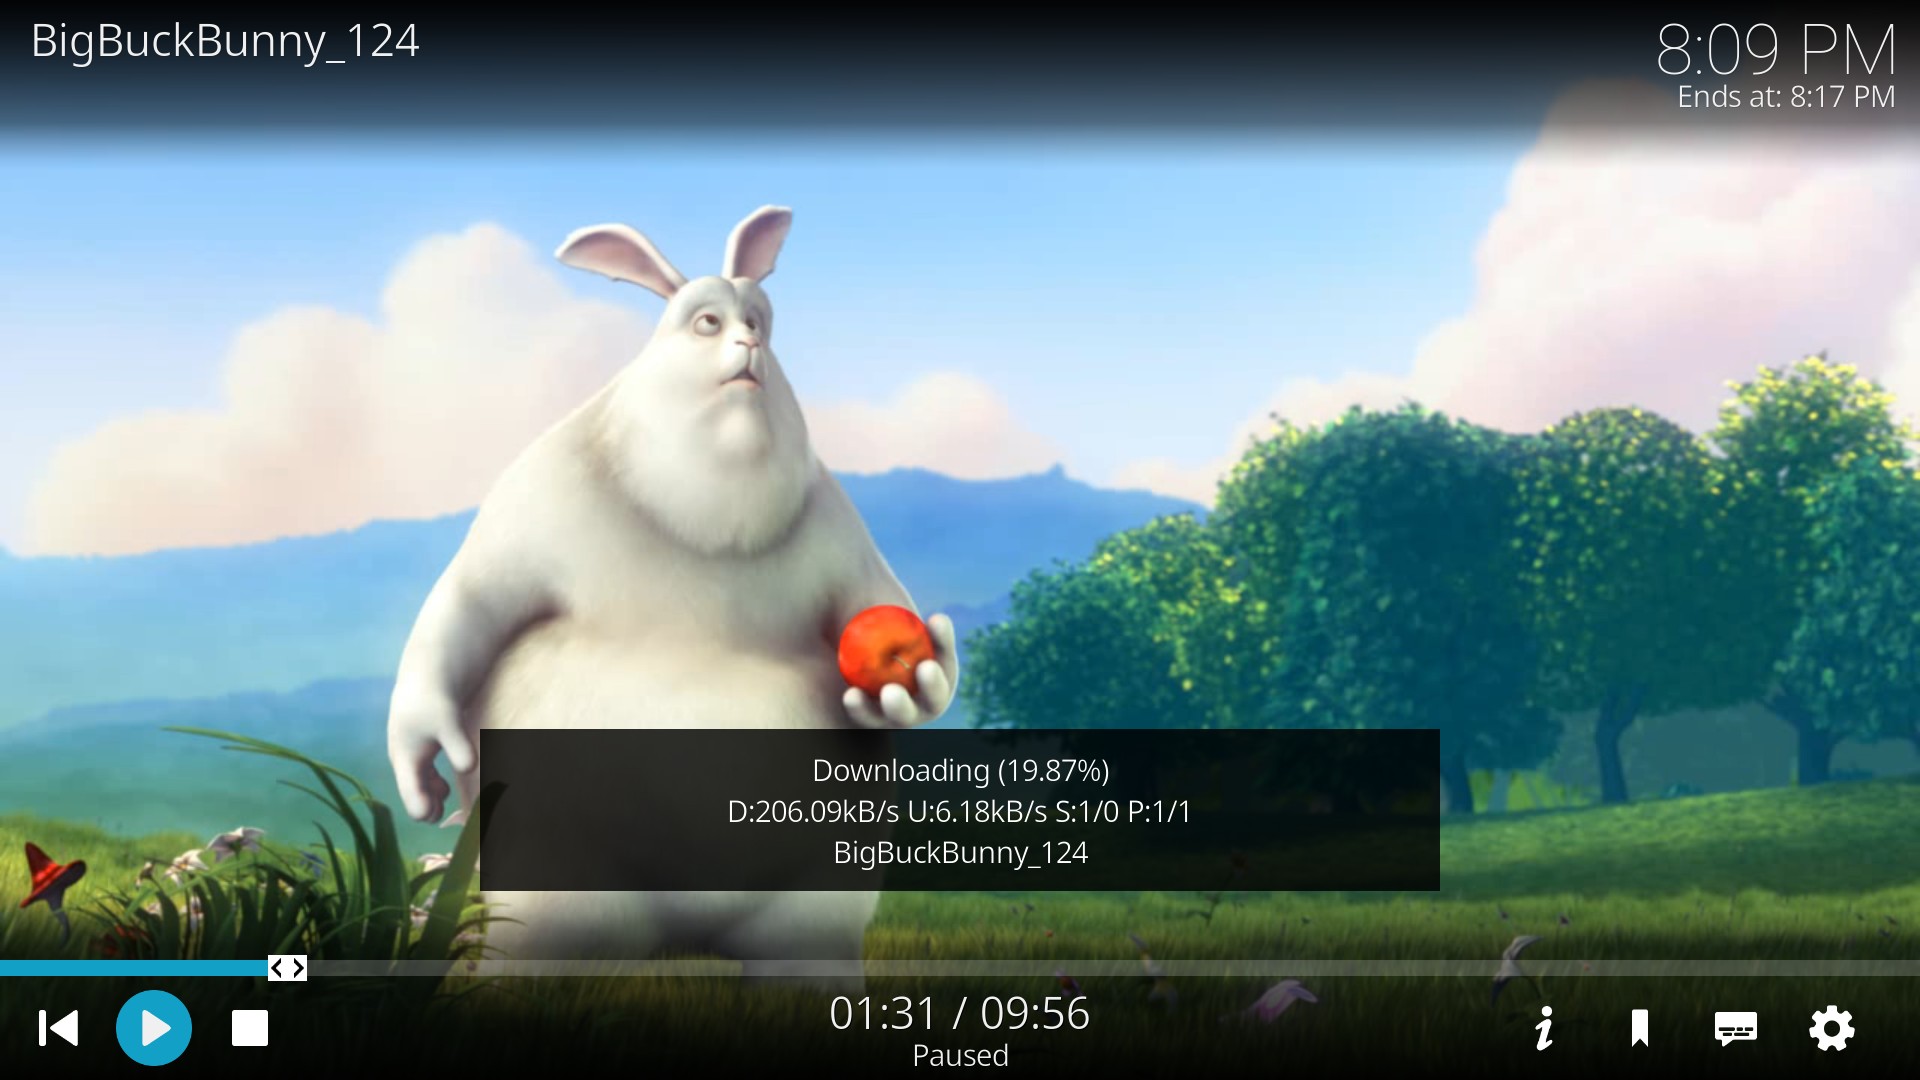 BigBuckBunny_124
8:09 PM
Ends at: 8:17 PM
Downloading (19.87%)
D:206.09kB/s U:6.18kB/s S:1/0 P:1/1
BigBuckBunny_124
01:31 / 09:56
Paused